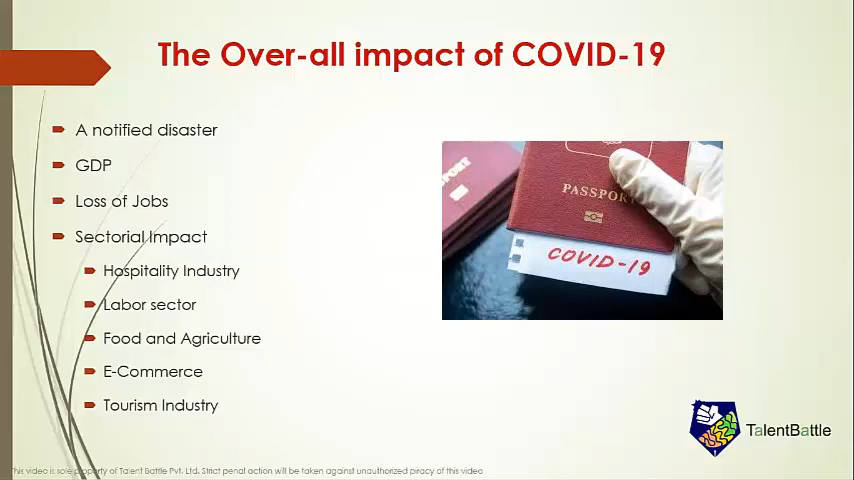 The Over-all impact of COVID-19
A notified disaster
GDP
Loss of Jobs
Sectorial Impact
Hospitality Industry
Labor sector
Food and Agriculture
E-Commerce
Tourism Industry
PASSPORT
COVID-19
TalentBattle
This video is sole property of Talent Battle Pvt. Ltd. Strict penal action will be taken against unauthorized piracy of this video